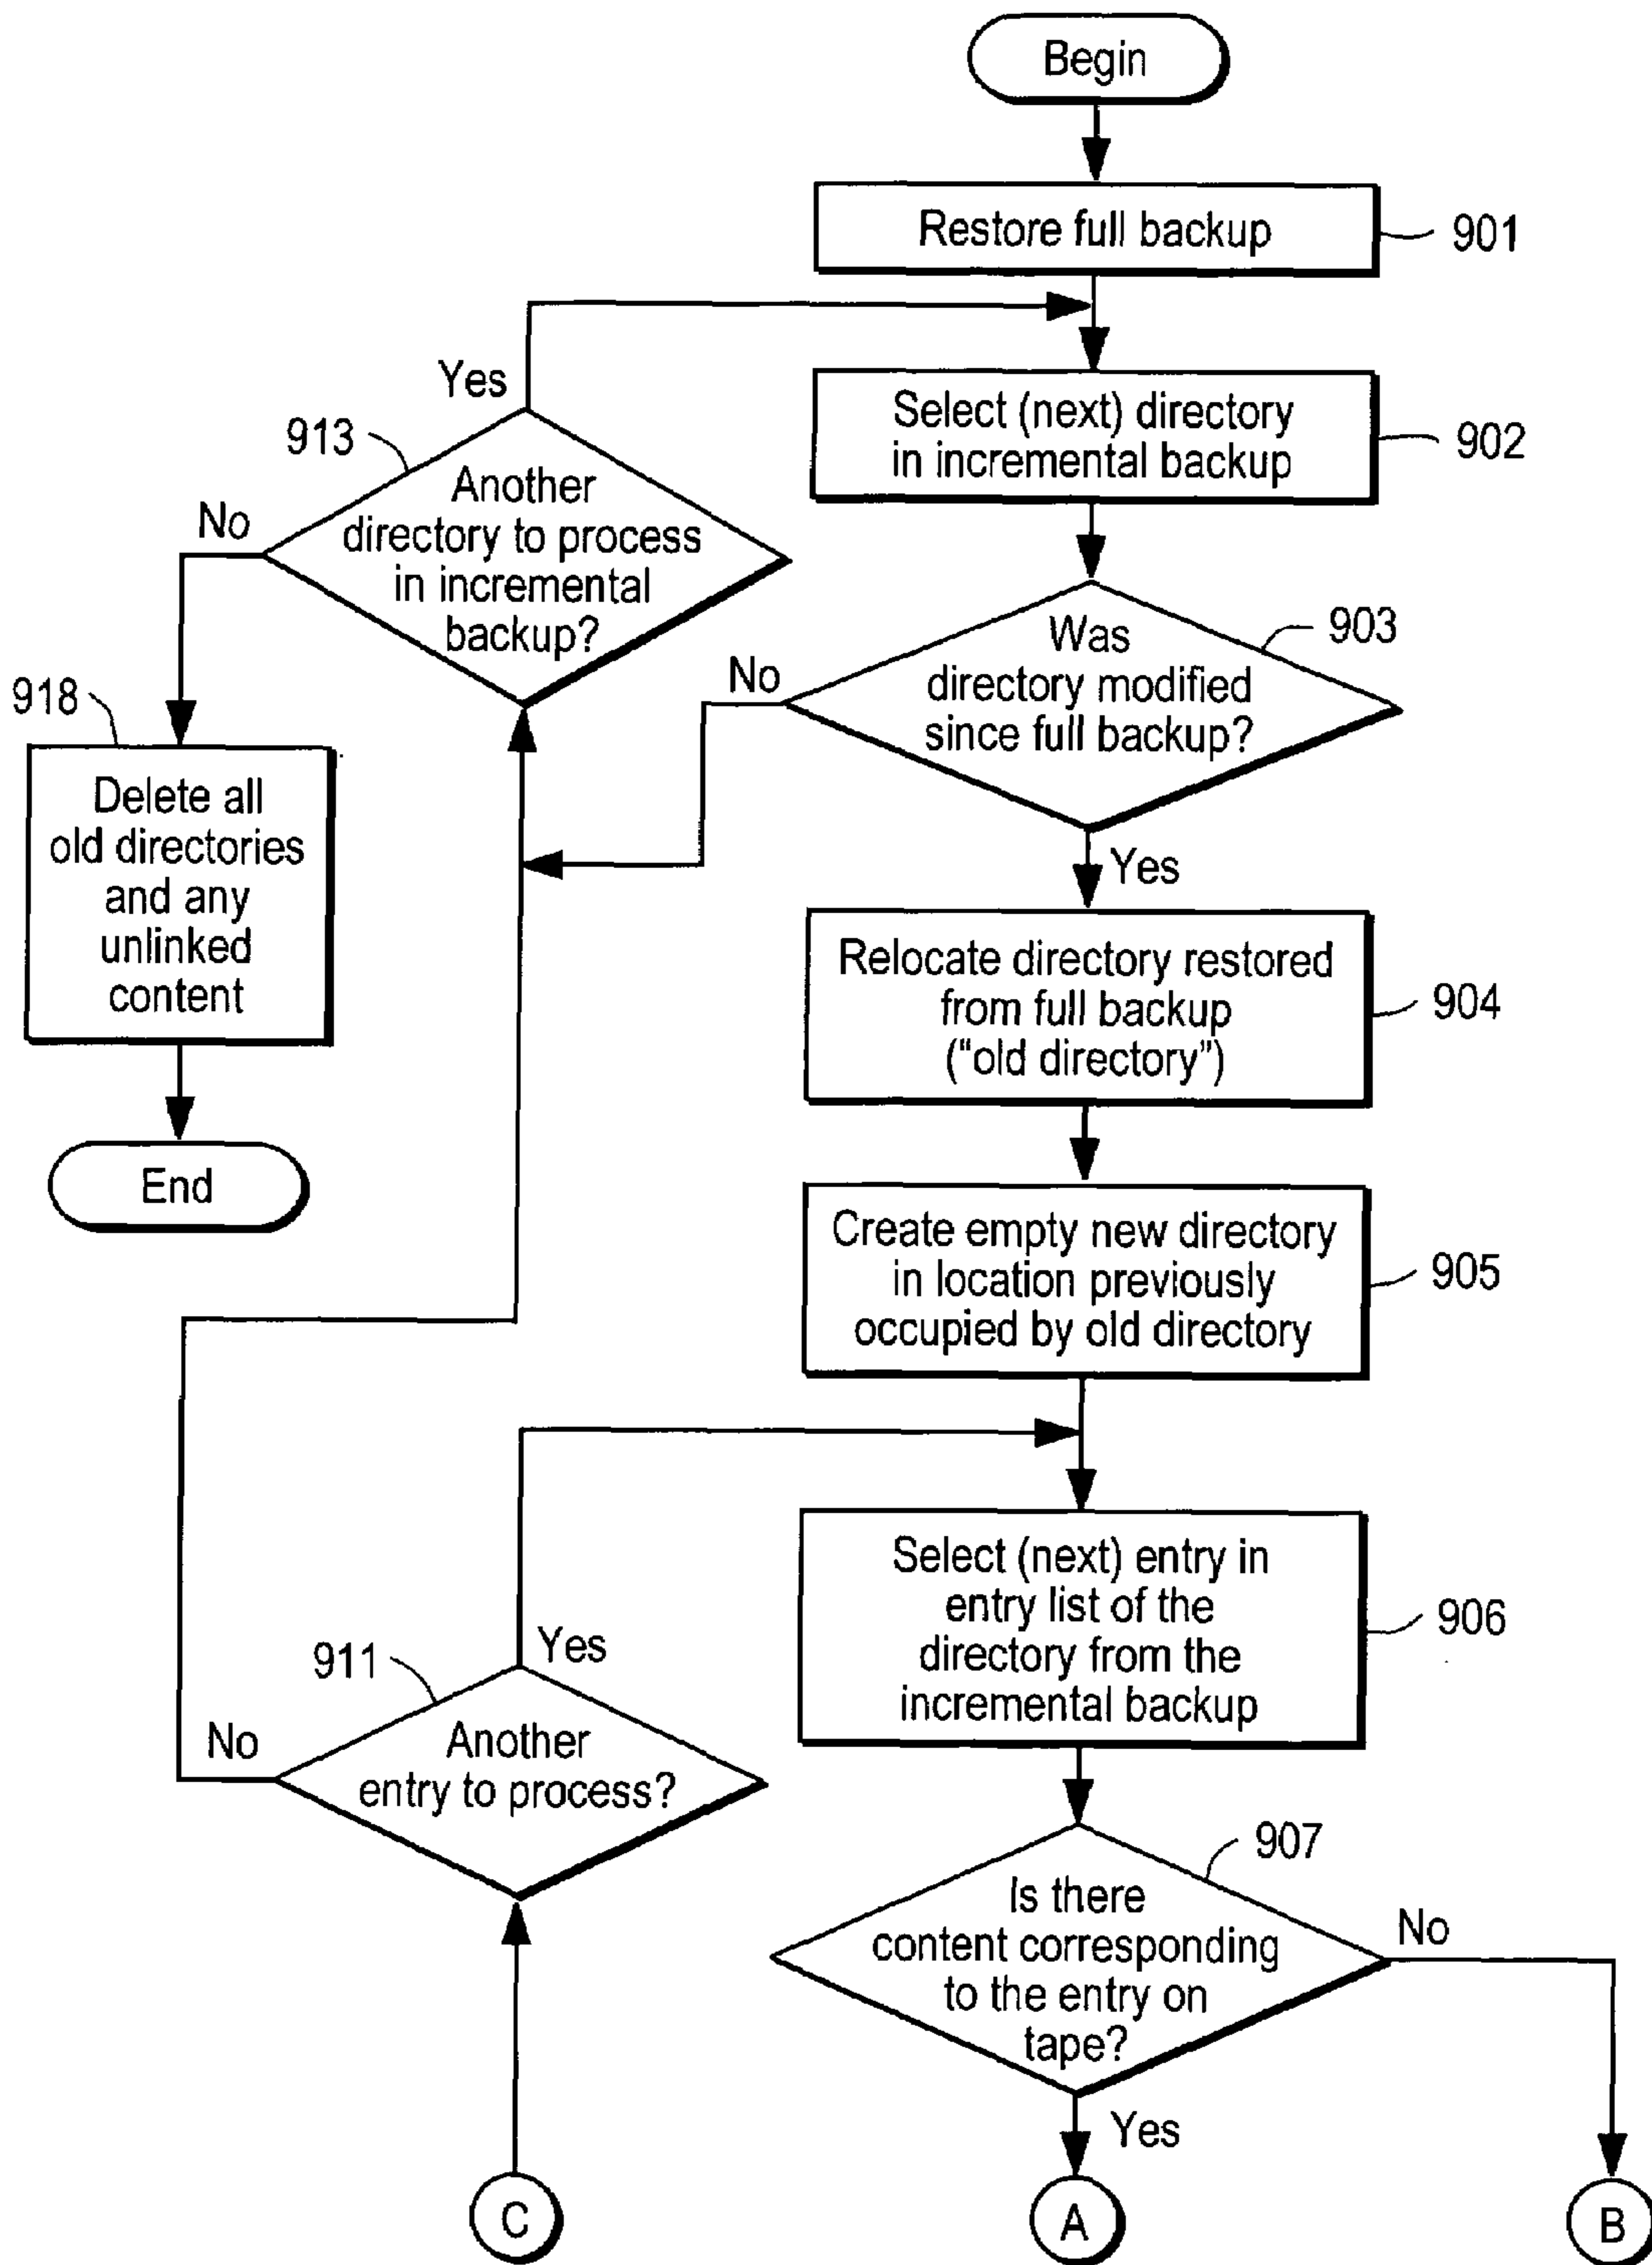 Begin
Restore full backup
901
Yes
Select (next) directory
in incremental backup
902
913
Another
directory to process
in incremental
backup?
No
Was
directory modified
since full backup?
903
No
Yes
918
Delete all
old directories
and any
unlinked
content
End
Relocate directory restored
from full backup
("old directory")
904
Create empty new directory
in location previously
occupied by old directory
905
Select (next) entry in
entry list of the
directory from the
incremental backup
906
911
Yes
Another
entry to process?
No
907
Is there
content corresponding
to the entry on
tape?
No
Yes
C
A
B